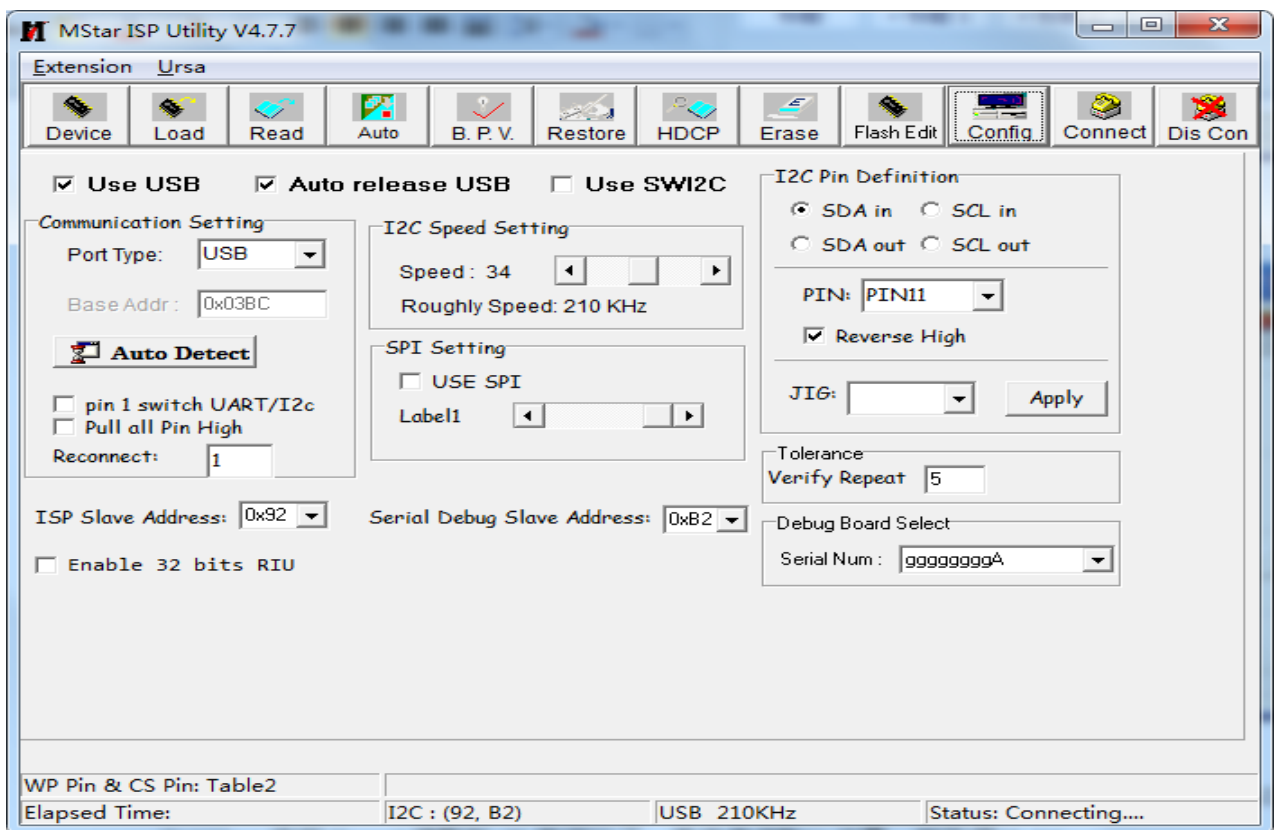 MStar ISP Utility V4.7.7
Extension Ursa
Device Load Read Auto B. P. V. Restore HDCP Erase Flash Edit Config Connect Dis Con
Use USB Auto release USB Use SWI2C
Communication Setting
Port Type: USB
Base Addr : 0x03BC
Auto Detect
pin 1 switch UART/I2c
Pull all Pin High
Reconnect: 1
I2C Speed Setting
Speed : 34
Roughly Speed: 210 KHz
SPI Setting
USE SPI
Label1
I2C Pin Definition
SDA in SCL in
SDA out SCL out
PIN: PIN11
Reverse High
JIG: Apply
Tolerance
Verify Repeat 5
ISP Slave Address: 0x92 Serial Debug Slave Address: 0xB2
Debug Board Select
Serial Num : ggggggggA
Enable 32 bits RIU
WP Pin & CS Pin: Table2
Elapsed Time: I2C : (92, B2) USB 210KHz Status: Connecting....